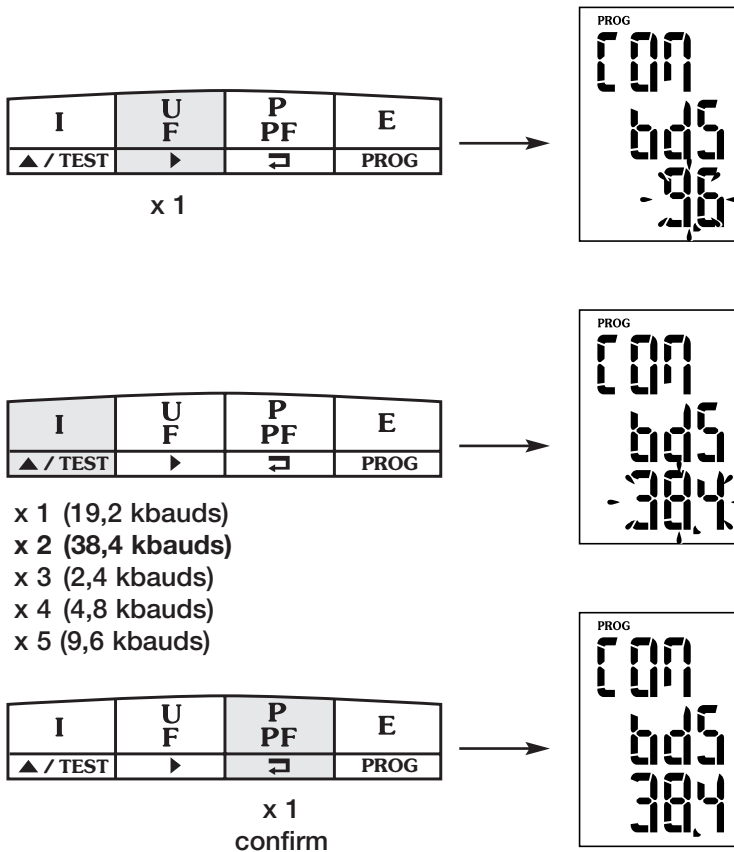 PROG
COM
bdS
9.6
I
U
F
P
PF
E
▲ / TEST
PROG
x 1
PROG
COM
bdS
38.4
I
U
F
P
PF
E
▲ / TEST
PROG
x 1 (19,2 kbauds)
x 2 (38,4 kbauds)
x 3 (2,4 kbauds)
x 4 (4,8 kbauds)
x 5 (9,6 kbauds)
PROG
COM
bdS
38.4
I
U
F
P
PF
E
▲ / TEST
PROG
x 1
confirm